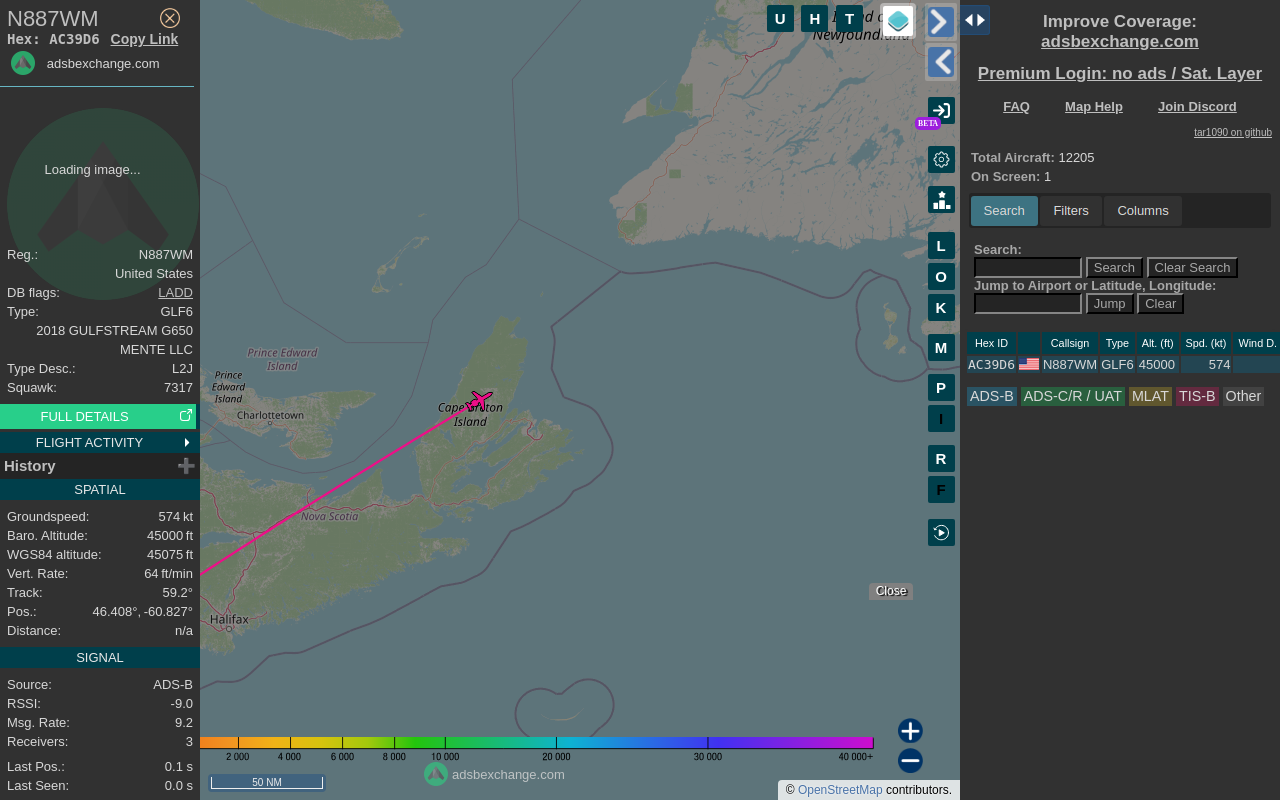 N887WM
Hex: AC39D6 Copy Link
adsbexchange.com
Loading image...
Reg.: N887WM
United States
DB flags: LADD
Type: GLF6
2018 GULFSTREAM G650
MENTE LLC
Type Desc.: L2J
Squawk: 7317
FULL DETAILS
FLIGHT ACTIVITY
History
SPATIAL
Groundspeed: 574 kt
Baro. Altitude: 45000 ft
WGS84 altitude: 45075 ft
Vert. Rate: 64 ft/min
Track: 59.2°
Pos.: 46.408°, -60.827°
Distance: n/a
SIGNAL
Source: ADS-B
RSSI: -9.0
Msg. Rate: 9.2
Receivers: 3
Last Pos.: 0.1 s
Last Seen: 0.0 s
U H T
Newfoundland
BETA
L
O
K
M
P
I
R
F
Prince Edward
Island
Prince
Edward
Island
Charlottetown
Cape Breton
Island
Nova Scotia
Halifax
Close
2 000 4 000 6 000 8 000 10 000 20 000 30 000 40 000+
50 NM
adsbexchange.com
© OpenStreetMap contributors.
Improve Coverage:
adsbexchange.com
Premium Login: no ads / Sat. Layer
FAQ Map Help Join Discord
tar1090 on github
Total Aircraft: 12205
On Screen: 1
Search Filters Columns
Search:
Search Clear Search
Jump to Airport or Latitude, Longitude:
Jump Clear
Hex ID Callsign Type Alt. (ft) Spd. (kt) Wind D.
AC39D6 N887WM GLF6 45000 574
ADS-B ADS-C/R / UAT MLAT TIS-B Other